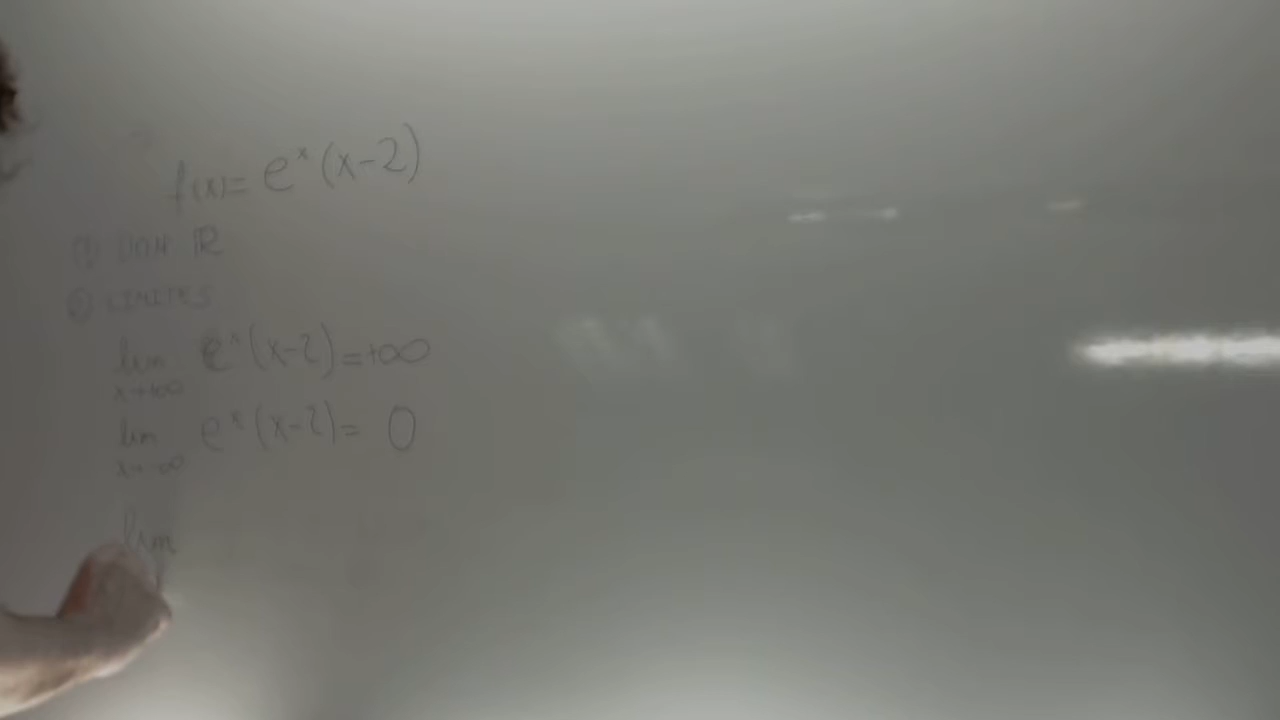 f(x)= e^x (x-2)
① DOM ℝ
② LIMITES
lim x→+∞ e^x (x-2) = +∞
lim x→-∞ e^x (x-2) = 0
lim